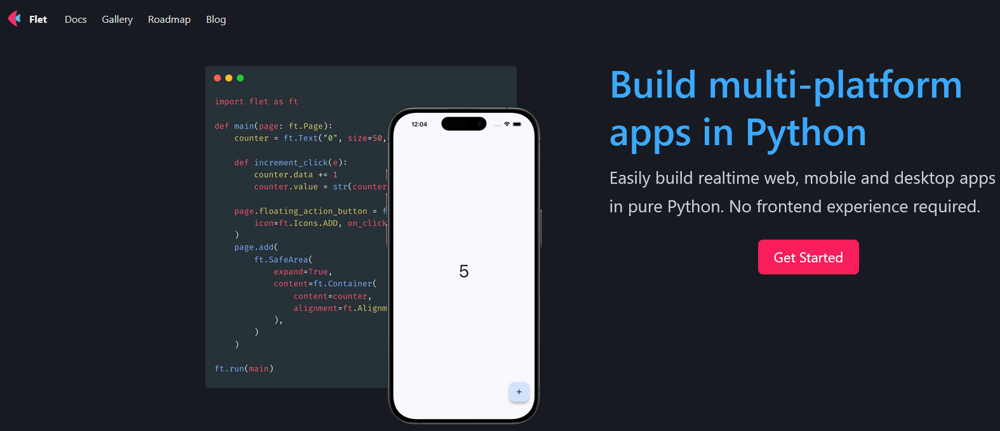 Flet Docs Gallery Roadmap Blog
import flet as ft
def main(page: ft.Page):
counter = ft.Text("0", size=50,
def increment_click(e):
counter.data += 1
counter.value = str(counter
page.floating_action_button = f
icon=ft.Icons.ADD, on_click
)
page.add(
ft.SafeArea(
expand=True,
content=ft.Container(
content=counter,
alignment=ft.Alignm
),
)
)
ft.run(main)
12:04
5
+
Build multi-platform
apps in Python
Easily build realtime web, mobile and desktop apps
in pure Python. No frontend experience required.
Get Started